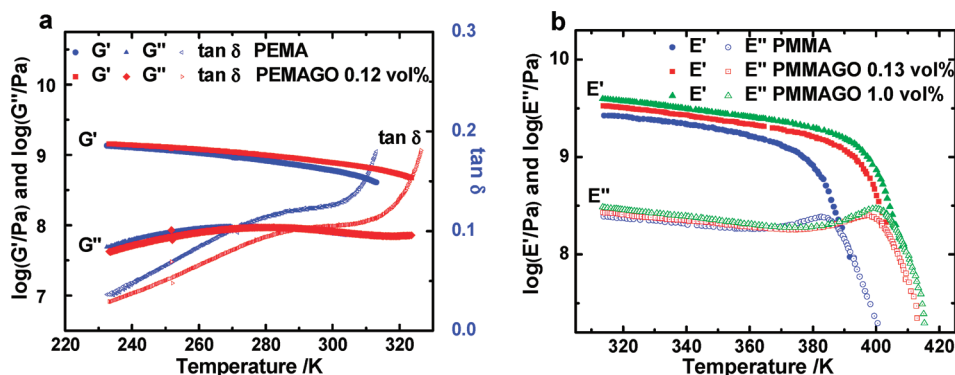 a
G' G'' tan δ PEMA
G' G'' tan δ PEMAGO 0.12 vol%
G'
G''
tan δ
log(G'/Pa) and log(G''/Pa)
10
9
8
7
0.3
0.2
0.1
0.0
tan δ
220 240 260 280 300 320
Temperature /K
b
E' E'' PMMA
E' E'' PMMAGO 0.13 vol%
E' E'' PMMAGO 1.0 vol%
E'
E''
log(E'/Pa) and log(E''/Pa)
10
9
8
320 340 360 380 400 420
Temperature /K